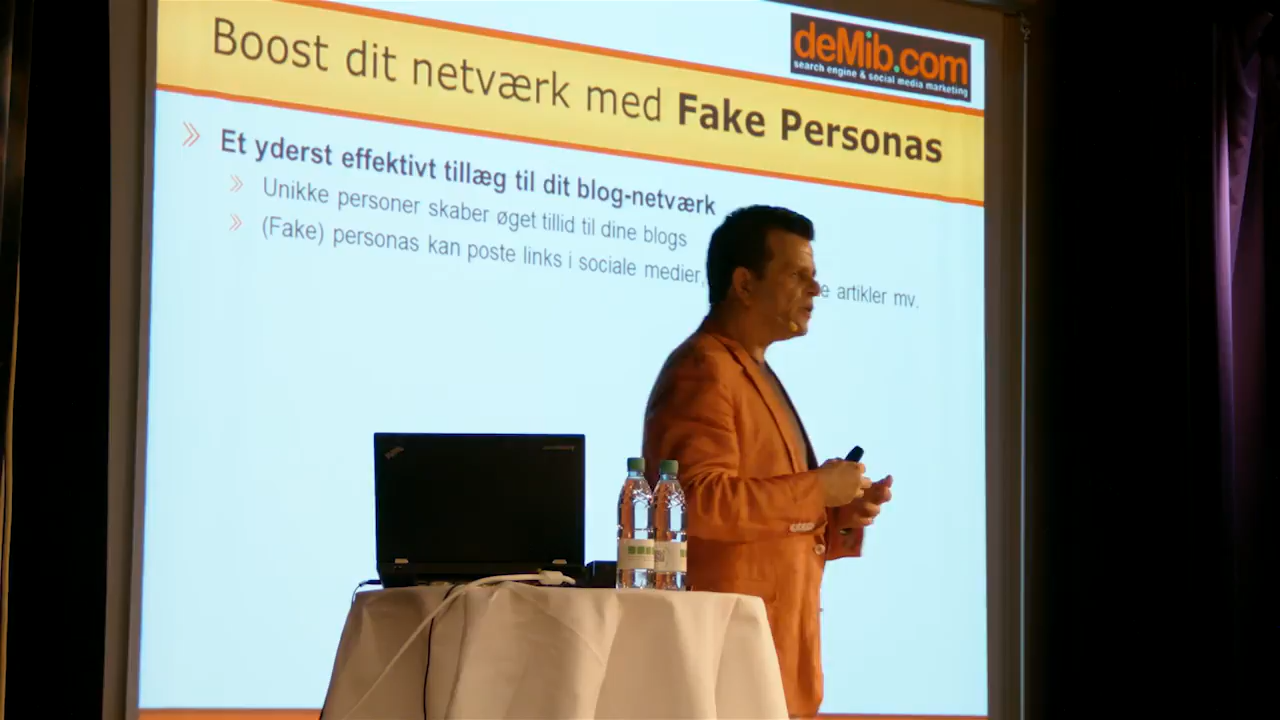 deMib.com
search engine & social media marketing
Boost dit netværk med Fake Personas
Et yderst effektivt tillæg til dit blog-netværk
Unikke personer skaber øget tillid til dine blogs
(Fake) personas kan poste links i sociale medier, artikler mv.